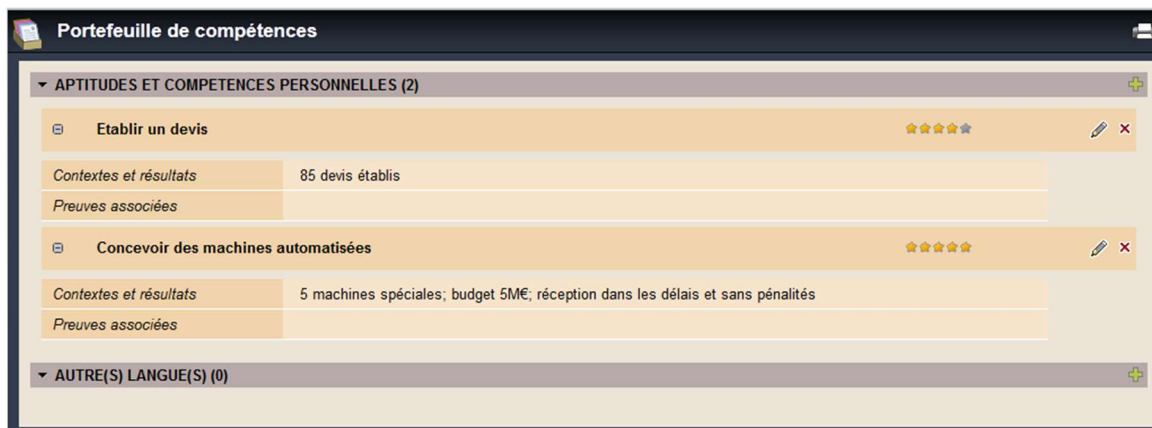 Portefeuille de compétences
APTITUDES ET COMPETENCES PERSONNELLES (2)
Etablir un devis
Contextes et résultats 85 devis établis
Preuves associées
Concevoir des machines automatisées
Contextes et résultats 5 machines spéciales; budget 5M€; réception dans les délais et sans pénalités
Preuves associées
AUTRE(S) LANGUE(S) (0)